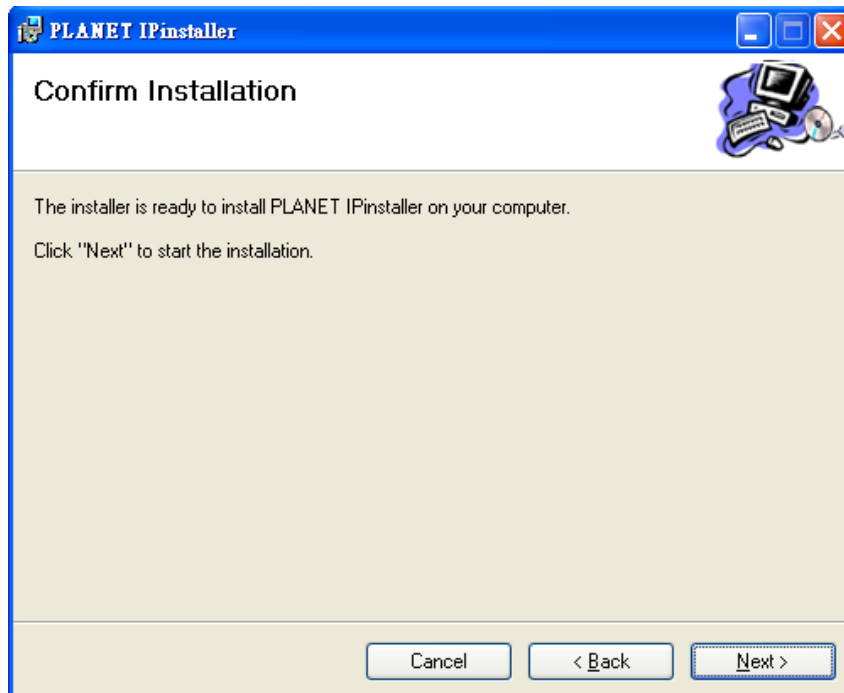 PLANET IPinstaller
Confirm Installation
The installer is ready to install PLANET IPinstaller on your computer.
Click "Next" to start the installation.
Cancel
< Back
Next >